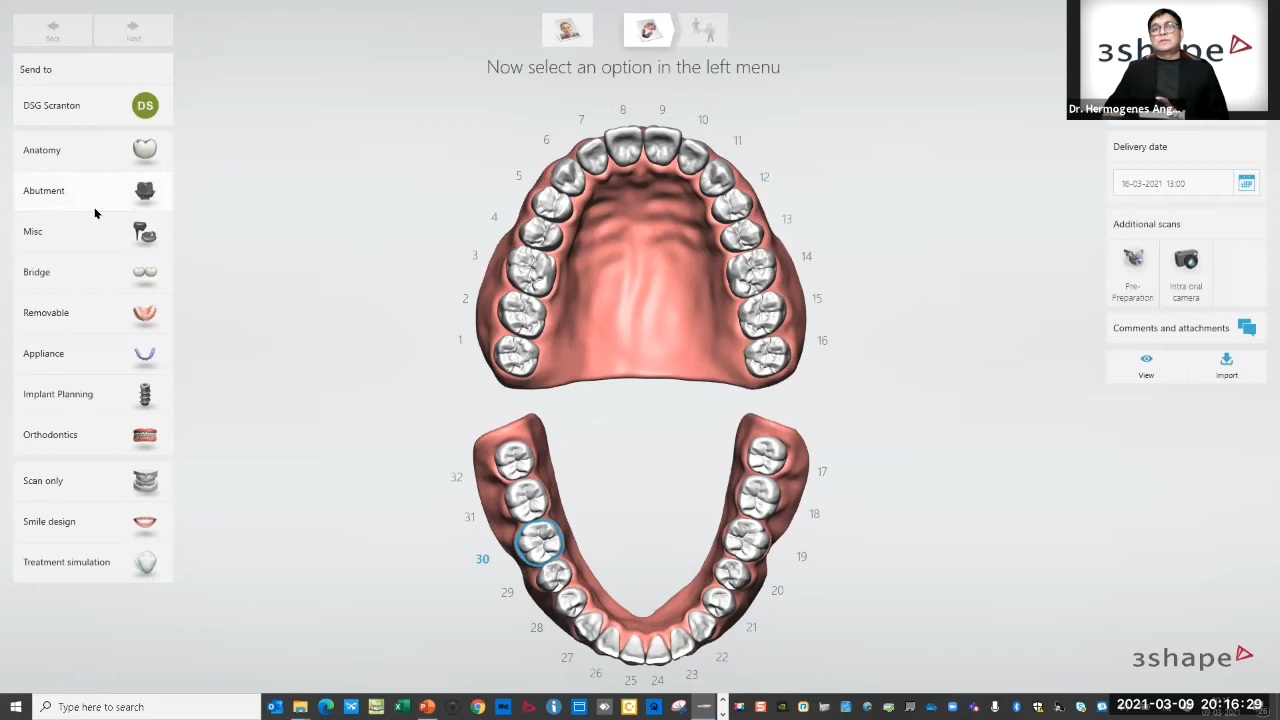 Back
Next
Now select an option in the left menu
3shape
Dr. Hermogenes Ang...
Send to
DSG Scranton
DS
Anatomy
Abutment
Misc
Bridge
Removable
Appliance
Implant Planning
Orthodontics
Scan only
Smile design
Treatment simulation
8 9
7 10
6 11
5 12
4 13
3 14
2 15
1 16
32 17
31 18
30 19
29 20
28 21
27 22
26 23
25 24
Delivery date
16-03-2021 13:00
Additional scans
Pre-
Preparation
Intra oral
camera
Comments and attachments
View
Import
3shape
Type here to search
2021-03-09 20:16:29